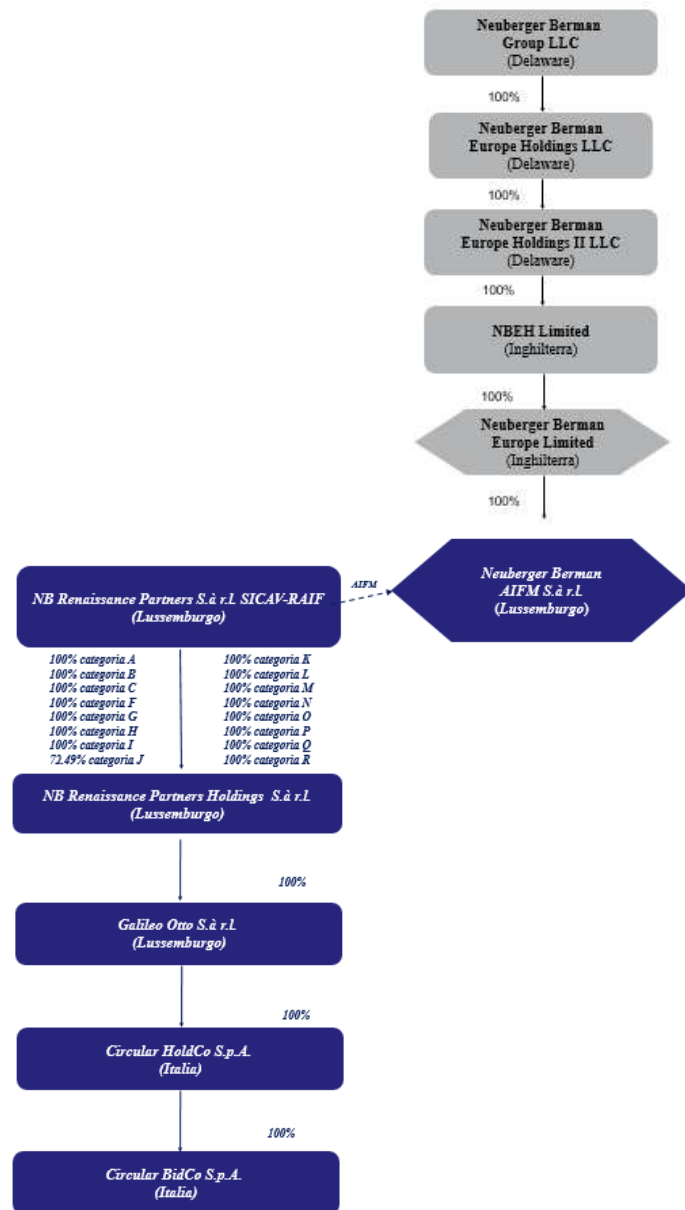 Neuberger Berman
Group LLC
(Delaware)
100%
Neuberger Berman
Europe Holdings LLC
(Delaware)
100%
Neuberger Berman
Europe Holdings II LLC
(Delaware)
100%
NBEH Limited
(Inghilterra)
100%
Neuberger Berman
Europe Limited
(Inghilterra)
100%
Neuberger Berman
AIFM S.à r.l.
(Lussemburgo)
AIFM
NB Renaissance Partners S.à r.l. SICAV-RAIF
(Lussemburgo)
100% categoria A
100% categoria B
100% categoria C
100% categoria F
100% categoria G
100% categoria H
100% categoria I
72.49% categoria J
100% categoria K
100% categoria L
100% categoria M
100% categoria N
100% categoria O
100% categoria P
100% categoria Q
100% categoria R
NB Renaissance Partners Holdings S.à r.l.
(Lussemburgo)
100%
Galileo Otto S.à r.l.
(Lussemburgo)
100%
Circular HoldCo S.p.A.
(Italia)
100%
Circular BidCo S.p.A.
(Italia)